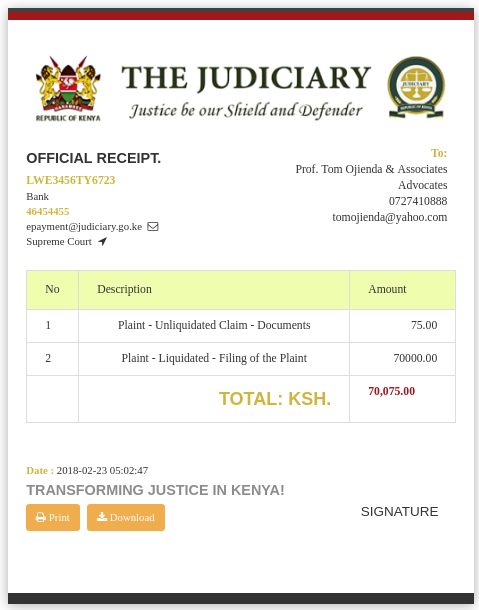 THE JUDICIARY
Justice be our Shield and Defender
REPUBLIC OF KENYA
REPUBLIC OF KENYA
OFFICIAL RECEIPT.
LWE3456TY6723
Bank
46454455
epayment@judiciary.go.ke
Supreme Court
To:
Prof. Tom Ojienda & Associates
Advocates
0727410888
tomojienda@yahoo.com
No Description Amount
1 Plaint - Unliquidated Claim - Documents 75.00
2 Plaint - Liquidated - Filing of the Plaint 70000.00
TOTAL: KSH. 70,075.00
Date : 2018-02-23 05:02:47
TRANSFORMING JUSTICE IN KENYA!
Print Download
SIGNATURE